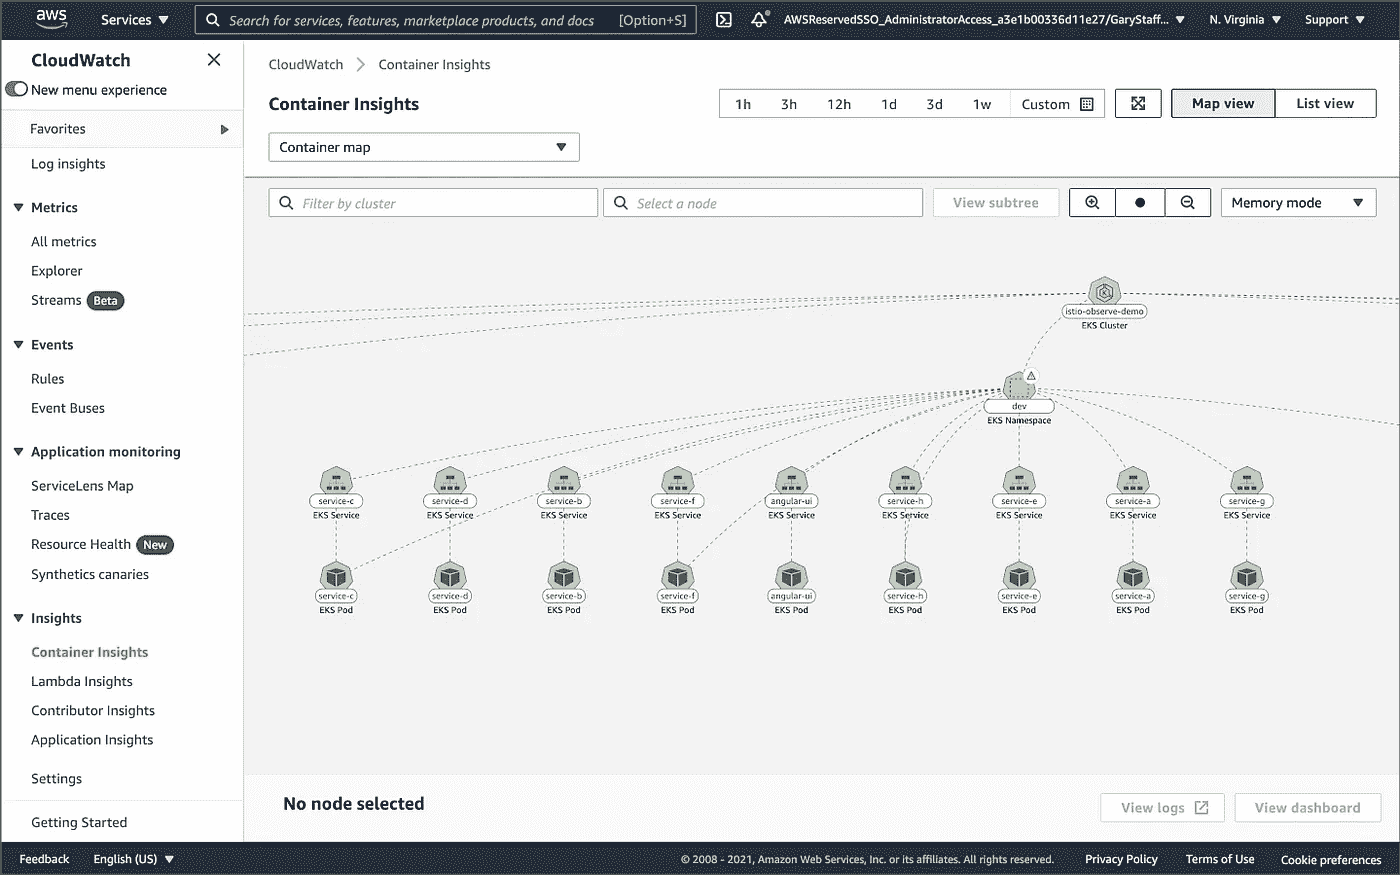 aws Services Search for services, features, marketplace products, and docs [Option+S] AWSReservedSSO_AdministratorAccess_a3e1b00336d11e27/GaryStaff... N. Virginia Support
CloudWatch
New menu experience
Favorites
Log insights
Metrics
All metrics
Explorer
Streams Beta
Events
Rules
Event Buses
Application monitoring
ServiceLens Map
Traces
Resource Health New
Synthetics canaries
Insights
Container Insights
Lambda Insights
Contributor Insights
Application Insights
Settings
Getting Started
CloudWatch Container Insights
Container Insights
1h 3h 12h 1d 3d 1w Custom Map view List view
Container map
Filter by cluster Select a node View subtree Memory mode
istio-observe-demo
EKS Cluster
dev
EKS Namespace
service-c service-d service-b service-f angular-ui service-h service-e service-a service-g
EKS Service EKS Service EKS Service EKS Service EKS Service EKS Service EKS Service EKS Service EKS Service
service-c service-d service-b service-f angular-ui service-h service-e service-a service-g
EKS Pod EKS Pod EKS Pod EKS Pod EKS Pod EKS Pod EKS Pod EKS Pod EKS Pod
No node selected View logs View dashboard
Feedback English (US) © 2008 - 2021, Amazon Web Services, Inc. or its affiliates. All rights reserved. Privacy Policy Terms of Use Cookie preferences